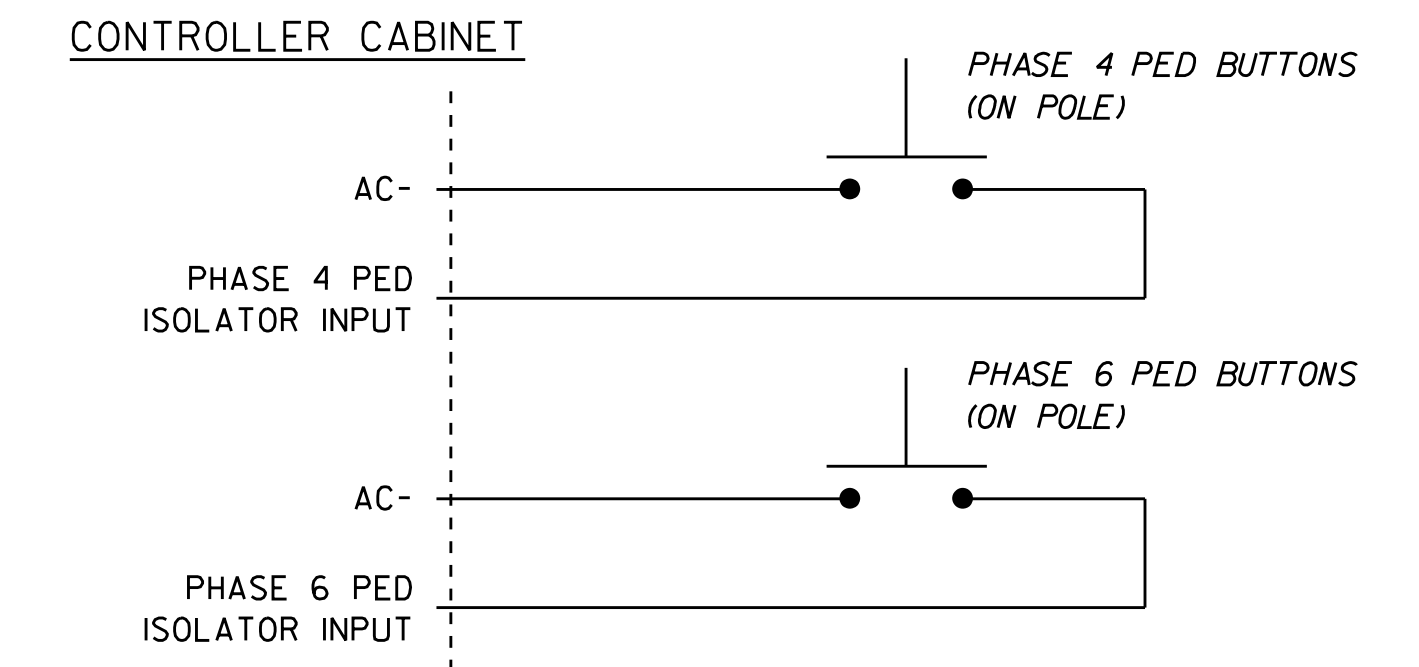 CONTROLLER CABINET
PHASE 4 PED BUTTONS
(ON POLE)
AC-
PHASE 4 PED
ISOLATOR INPUT
PHASE 6 PED BUTTONS
(ON POLE)
AC-
PHASE 6 PED
ISOLATOR INPUT